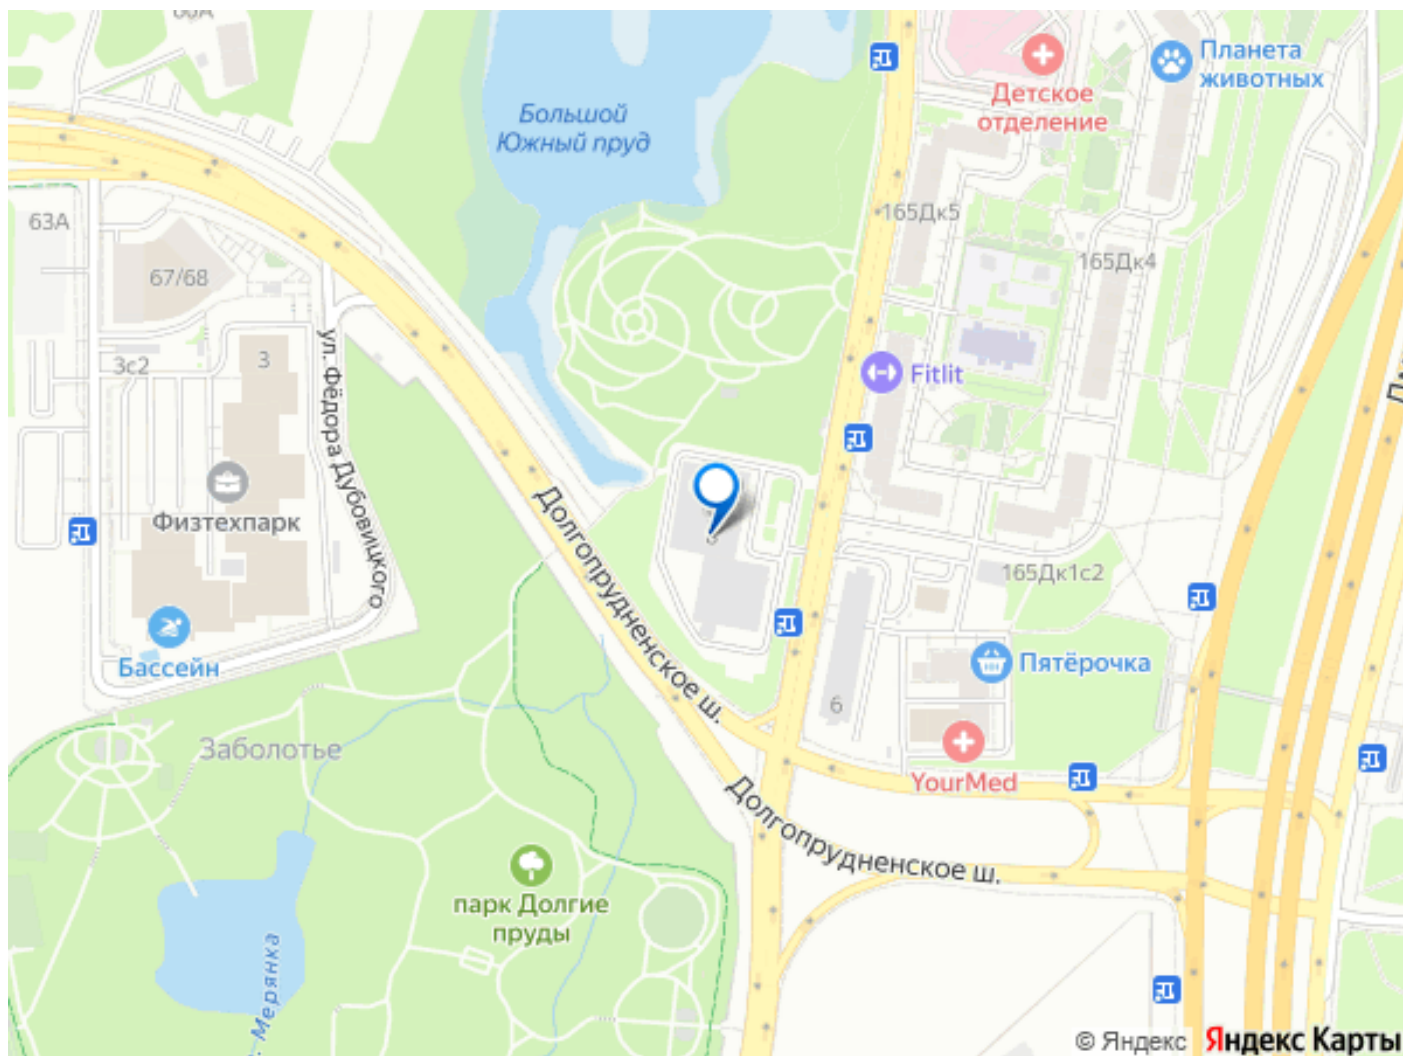 Планета
животных
Детское
отделение
Большой
Южный пруд
63А
165Дк5
165Дк4
67/68
3с2
3
ул. Фёдора Дубовицкого
Fitlit
Физтехпарк
Долгопрудненское ш.
165Дк1с2
Бассейн
Пятёрочка
6
Заболотье
YourMed
Долгопрудненское ш.
парк Долгие
пруды
р. Мерянка
© Яндекс Яндекс Карты